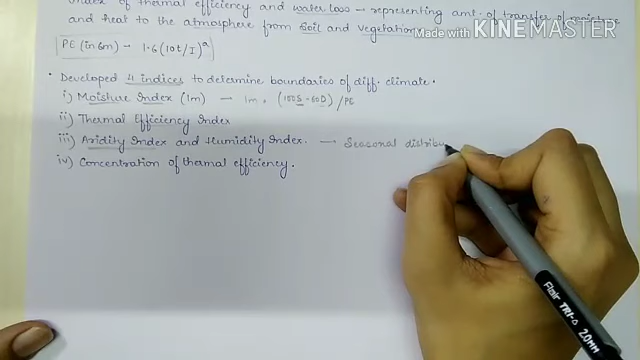 Index of thermal efficiency and water loss – representing amt. of transfer of moisture
and heat to the atmosphere from soil and vegetation
Made with KINEMASTER
PE (in cm) – 1.6 (10t/I)ᵃ
• Developed 4 indices to determine boundaries of diff. climate.
i) Moisture Index (Im) – Im = (100S - 60D) / PE
ii) Thermal Efficiency Index
iii) Aridity Index and Humidity Index. → Seasonal distribu
iv) Concentration of thermal efficiency.
Flair TRI-0 2.0MM